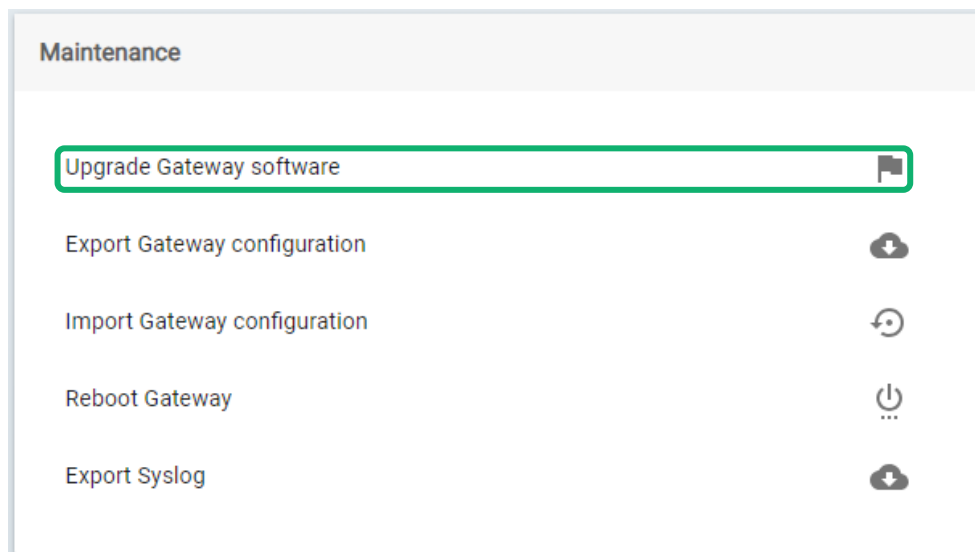 Maintenance
Upgrade Gateway software
Export Gateway configuration
Import Gateway configuration
Reboot Gateway
Export Syslog